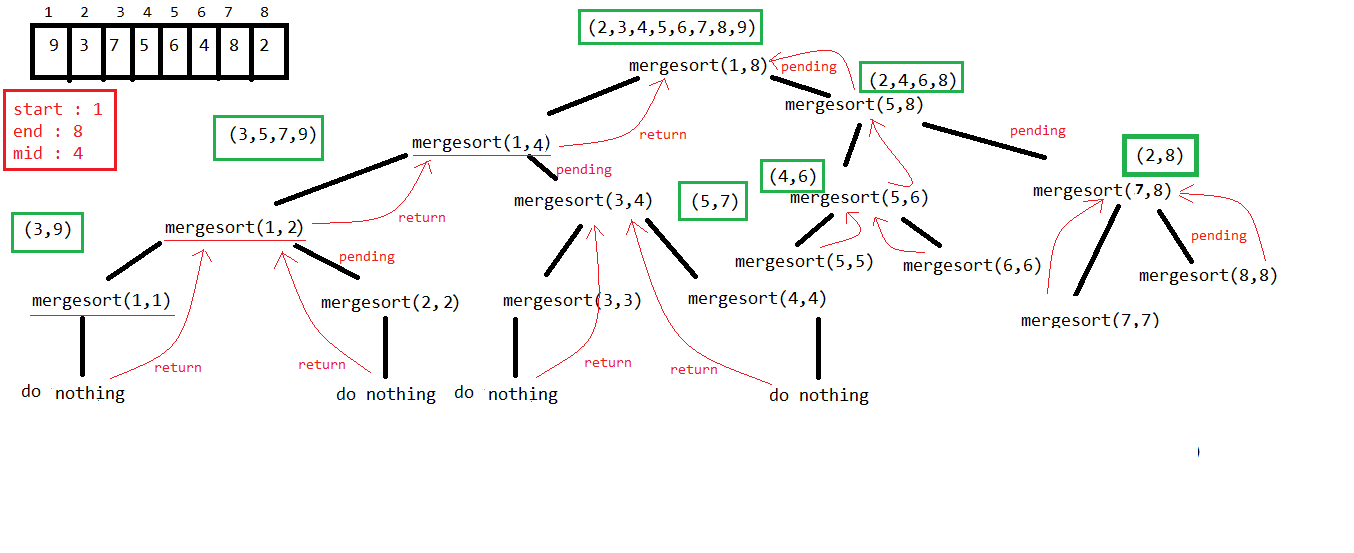 1 2 3 4 5 6 7 8
9 3 7 5 6 4 8 2
start : 1
end : 8
mid : 4
(2,3,4,5,6,7,8,9)
mergesort(1,8)
pending
(2,4,6,8)
mergesort(5,8)
(3,5,7,9)
mergesort(1,4)
return
pending
pending
(2,8)
(4,6)
mergesort(3,4)
(5,7)
mergesort(5,6)
mergesort(7,8)
(3,9)
mergesort(1,2)
return
pending
pending
mergesort(5,5)
mergesort(6,6)
mergesort(8,8)
mergesort(1,1)
mergesort(2,2)
mergesort(3,3)
mergesort(4,4)
mergesort(7,7)
return
return
return
return
do nothing
do nothing
do nothing
do nothing